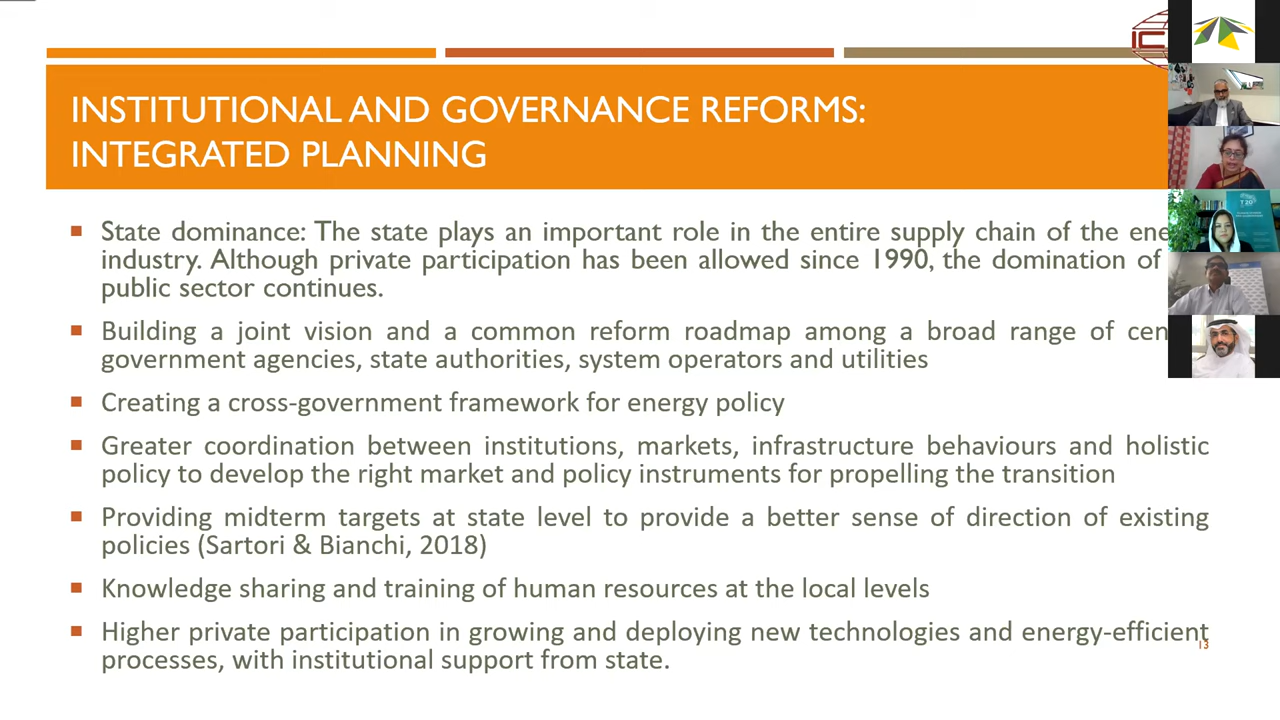 INSTITUTIONAL AND GOVERNANCE REFORMS:
INTEGRATED PLANNING
State dominance: The state plays an important role in the entire supply chain of the
industry. Although private participation has been allowed since 1990, the domination of
public sector continues.
Building a joint vision and a common reform roadmap among a broad range of
government agencies, state authorities, system operators and utilities
Creating a cross-government framework for energy policy
Greater coordination between institutions, markets, infrastructure behaviours and holistic
policy to develop the right market and policy instruments for propelling the transition
Providing midterm targets at state level to provide a better sense of direction of existing
policies (Sartori & Bianchi, 2018)
Knowledge sharing and training of human resources at the local levels
Higher private participation in growing and deploying new technologies and energy-efficient
processes, with institutional support from state.
13
T20